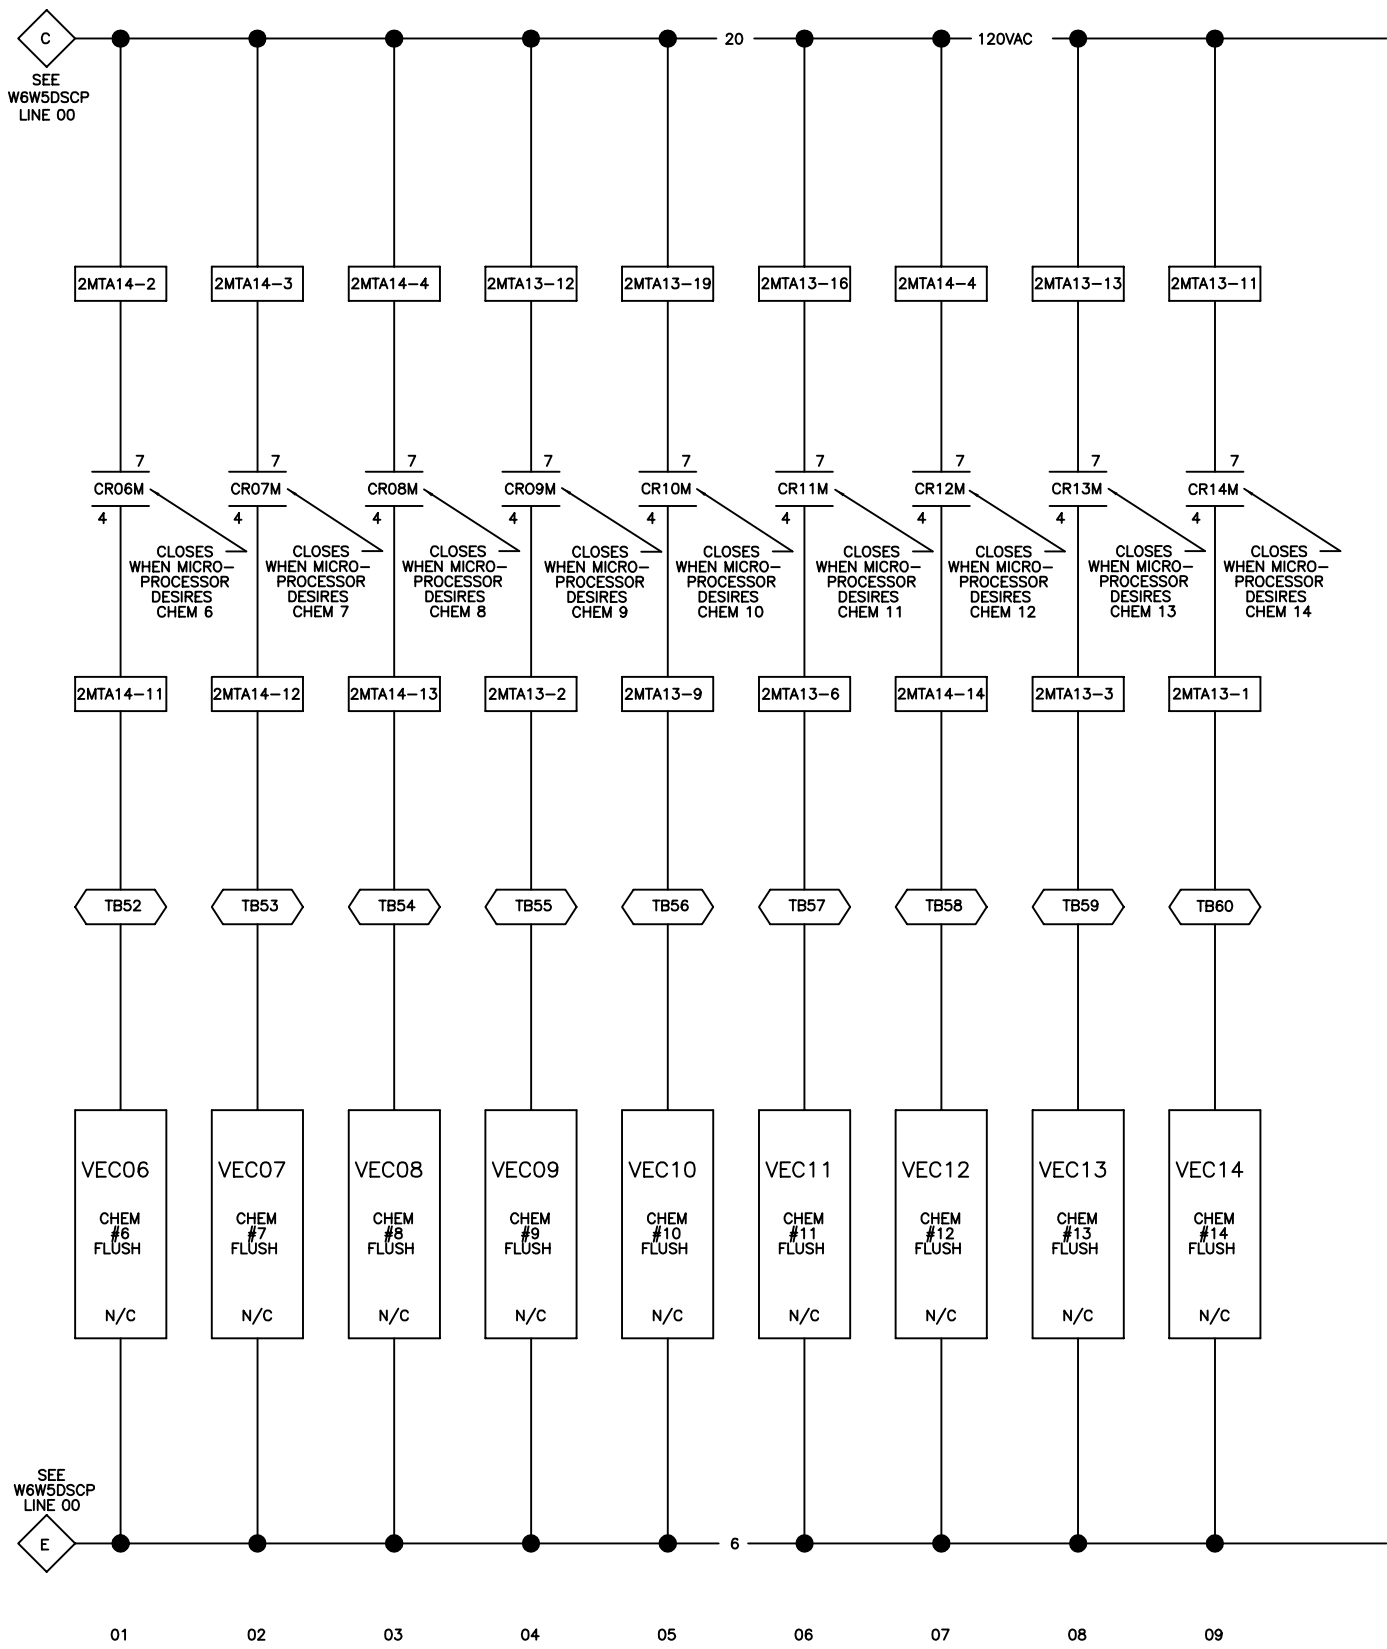 C
20
120VAC
SEE
W6W5DSCP
LINE 00
2MTA14-2
2MTA14-3
2MTA14-4
2MTA13-12
2MTA13-19
2MTA13-16
2MTA14-4
2MTA13-13
2MTA13-11
7
7
7
7
7
7
7
7
7
CR06M
CR07M
CR08M
CR09M
CR10M
CR11M
CR12M
CR13M
CR14M
4
4
4
4
4
4
4
4
4
CLOSES
WHEN MICRO-
PROCESSOR
DESIRES
CHEM 6
CLOSES
WHEN MICRO-
PROCESSOR
DESIRES
CHEM 7
CLOSES
WHEN MICRO-
PROCESSOR
DESIRES
CHEM 8
CLOSES
WHEN MICRO-
PROCESSOR
DESIRES
CHEM 9
CLOSES
WHEN MICRO-
PROCESSOR
DESIRES
CHEM 10
CLOSES
WHEN MICRO-
PROCESSOR
DESIRES
CHEM 11
CLOSES
WHEN MICRO-
PROCESSOR
DESIRES
CHEM 12
CLOSES
WHEN MICRO-
PROCESSOR
DESIRES
CHEM 13
CLOSES
WHEN MICRO-
PROCESSOR
DESIRES
CHEM 14
2MTA14-11
2MTA14-12
2MTA14-13
2MTA13-2
2MTA13-9
2MTA13-6
2MTA14-14
2MTA13-3
2MTA13-1
TB52
TB53
TB54
TB55
TB56
TB57
TB58
TB59
TB60
VEC06
CHEM
#6
FLUSH
N/C
VEC07
CHEM
#7
FLUSH
N/C
VEC08
CHEM
#8
FLUSH
N/C
VEC09
CHEM
#9
FLUSH
N/C
VEC10
CHEM
#10
FLUSH
N/C
VEC11
CHEM
#11
FLUSH
N/C
VEC12
CHEM
#12
FLUSH
N/C
VEC13
CHEM
#13
FLUSH
N/C
VEC14
CHEM
#14
FLUSH
N/C
SEE
W6W5DSCP
LINE 00
E
6
01
02
03
04
05
06
07
08
09